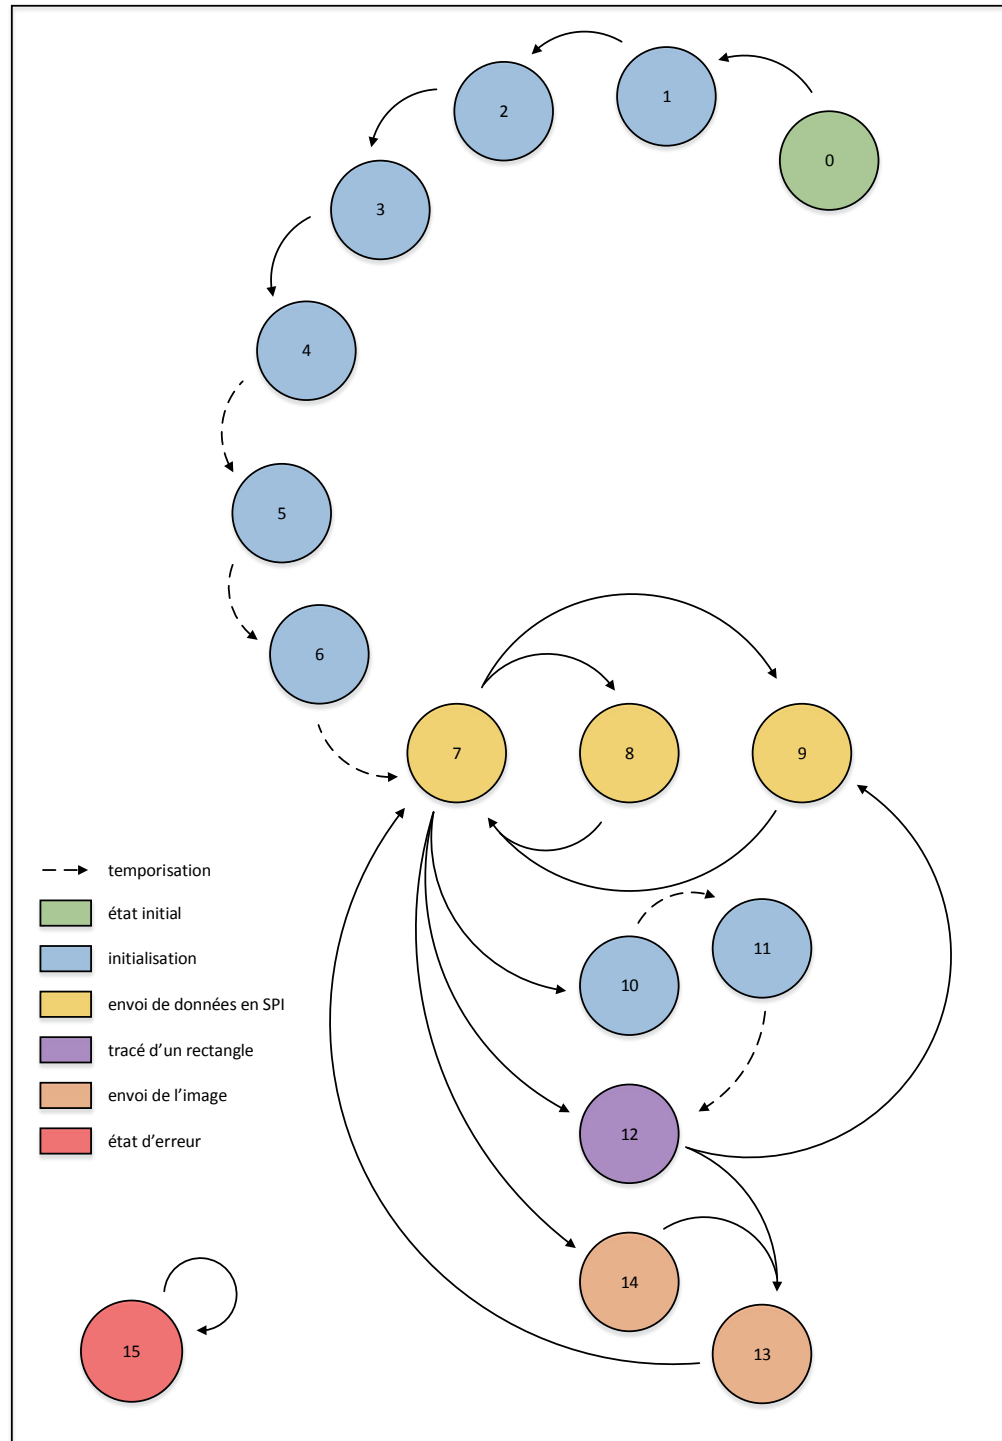 0
1
2
3
4
5
6
7
8
9
10
11
12
14
13
15
temporisation
état initial
initialisation
envoi de données en SPI
tracé d’un rectangle
envoi de l’image
état d’erreur